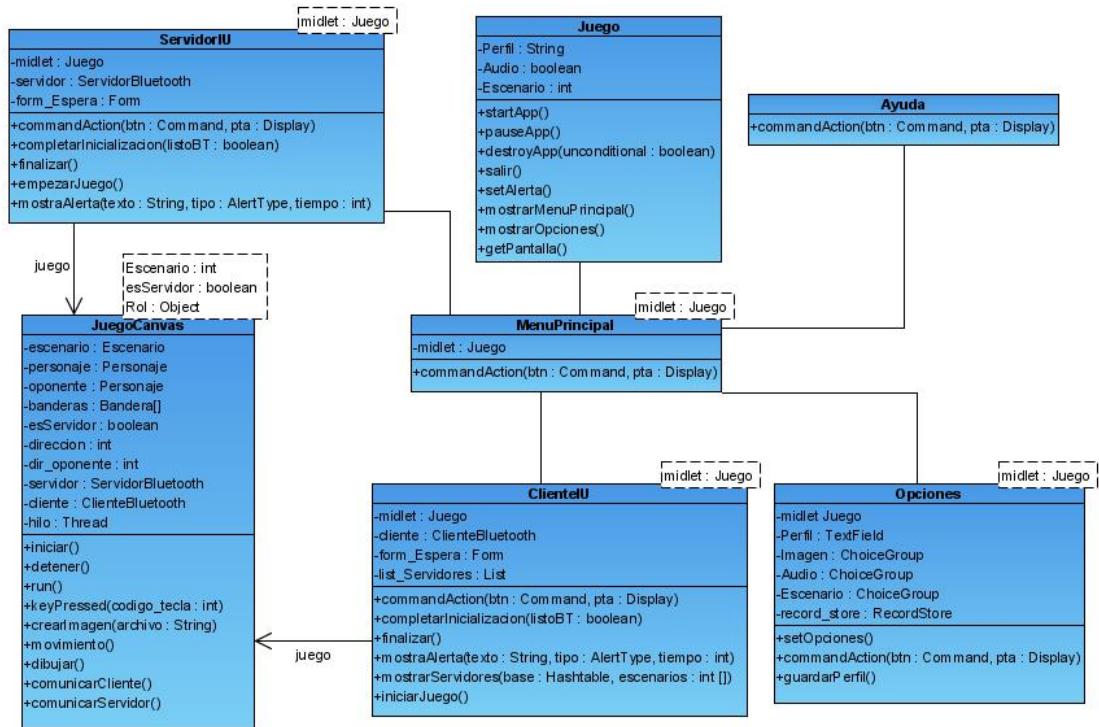 midlet : Juego
ServidorIU
-midlet : Juego
-servidor : ServidorBluetooth
-form_Espera : Form
+commandAction(btn : Command, pta : Display)
+completarInicializacion(listoBT : boolean)
+finalizar()
+empezarJuego()
+mostraAlerta(texto : String, tipo : AlertType, tiempo : int)
Juego
-Perfil : String
-Audio : boolean
-Escenario : int
+startApp()
+pauseApp()
+destroyApp(unconditional : boolean)
+salir()
+setAlerta()
+mostrarMenuPrincipal()
+mostrarOpciones()
+getPantalla()
Ayuda
+commandAction(btn : Command, pta : Display)
juego
Escenario : int
esServidor : boolean
Rol : Object
JuegoCanvas
-escenario : Escenario
-personaje : Personaje
-oponente : Personaje
-banderas : Bandera[]
-esServidor : boolean
-direccion : int
-dir_oponente : int
-servidor : ServidorBluetooth
-cliente : ClienteBluetooth
-hilo : Thread
+iniciar()
+detener()
+run()
+keyPressed(codigo_tecla : int)
+crearImagen(archivo : String)
+movimiento()
+dibujar()
+comunicarCliente()
+comunicarServidor()
midlet : Juego
MenuPrincipal
-midlet : Juego
+commandAction(btn : Command, pta : Display)
midlet : Juego
ClienteIU
-midlet : Juego
-cliente : ClienteBluetooth
-form_Espera : Form
-list_Servidores : List
+commandAction(btn : Command, pta : Display)
+completarInicializacion(listoBT : boolean)
+finalizar()
+mostraAlerta(texto : String, tipo : AlertType, tiempo : int)
+mostrarServidores(base : Hashtable, escenarios : int [])
+iniciarJuego()
juego
midlet : Juego
Opciones
-midlet Juego
-Perfil : TextField
-Imagen : ChoiceGroup
-Audio : ChoiceGroup
-Escenario : ChoiceGroup
-record_store : RecordStore
+setOpciones()
+commandAction(btn : Command, pta : Display)
+guardarPerfil()